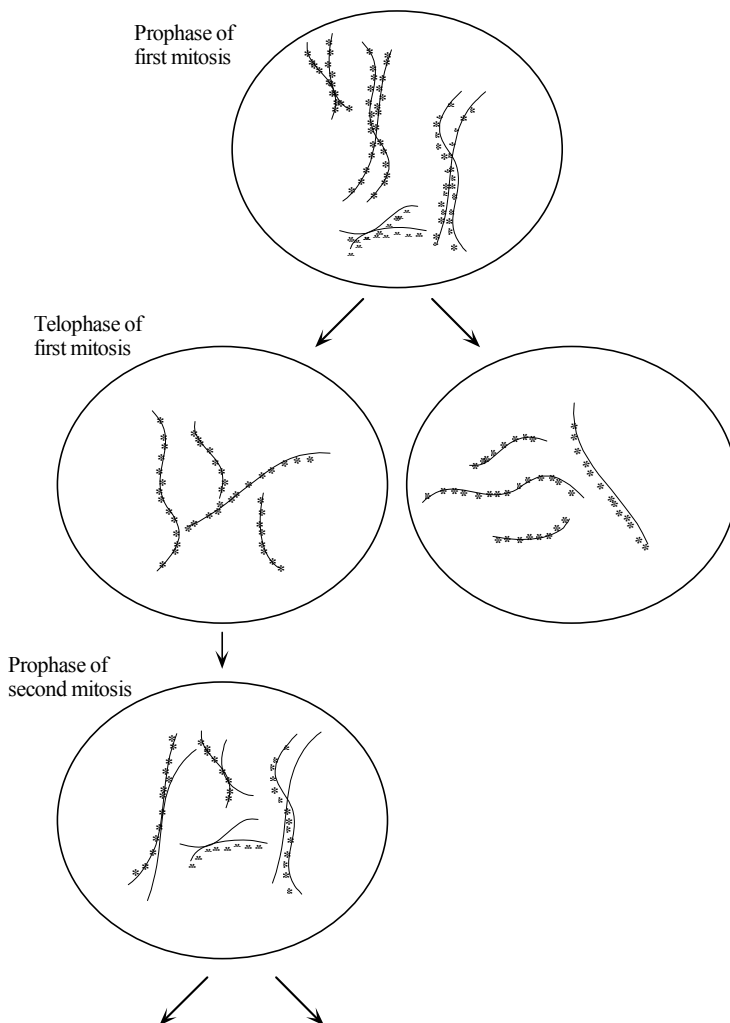 Prophase of
first mitosis
Telophase of
first mitosis
Prophase of
second mitosis